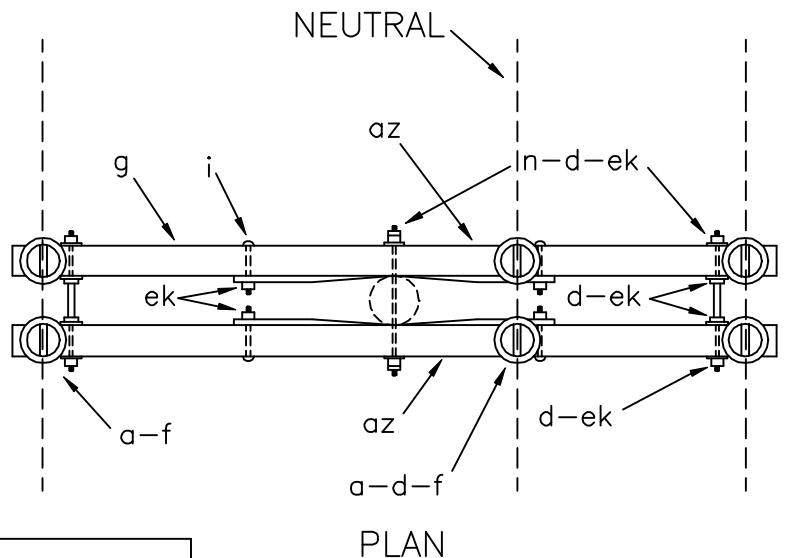 NEUTRAL
az
g
i
n-d-ek
ek
d-ek
a-f
az
d-ek
a-d-f
PLAN